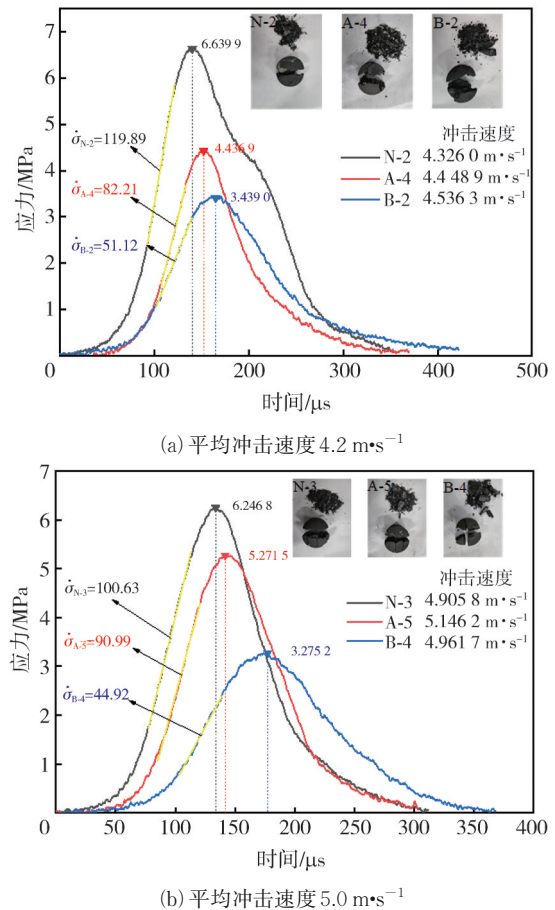 7
6
5
4
3
2
1
0
100
200
300
400
500
应力/MPa
时间/μs
N-2
A-4
B-2
6.639 9
4.436 9
3.439 0
σ̇N-2=119.89
σ̇A-4=82.21
σ̇B-2=51.12
冲击速度
N-2 4.326 0 m•s⁻¹
A-4 4.4 48 9 m•s⁻¹
B-2 4.536 3 m•s⁻¹
(a) 平均冲击速度4.2 m•s⁻¹
7
6
5
4
3
2
1
0
50
100
150
200
250
300
350
400
应力/MPa
时间/μs
N-3
A-5
B-4
6.246 8
5.271 5
3.275 2
σ̇N-3=100.63
σ̇A-5=90.99
σ̇B-4=44.92
冲击速度
N-3 4.905 8 m•s⁻¹
A-5 5.146 2 m•s⁻¹
B-4 4.961 7 m•s⁻¹
(b) 平均冲击速度5.0 m•s⁻¹